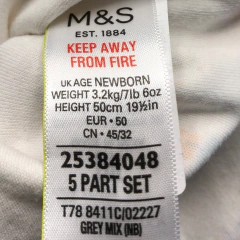 M&S
EST. 1884
KEEP AWAY
FROM FIRE
UK AGE NEWBORN
WEIGHT 3.2kg/7lb 6oz
HEIGHT 50cm 19½in
EUR • 50
CN • 45/32
25384048
5 PART SET
T78 8411C/02227
GREY MIX (NB)